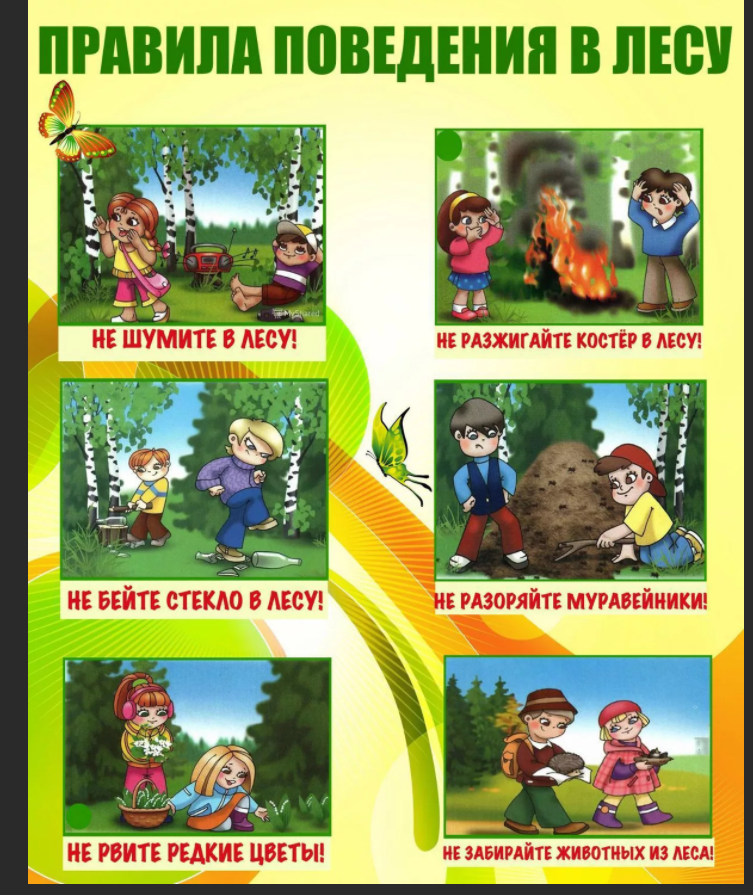 ПРАВИЛА ПОВЕДЕНИЯ В ЛЕСУ
MyShared
НЕ ШУМИТЕ В ЛЕСУ!
НЕ РАЗЖИГАЙТЕ КОСТЁР В ЛЕСУ!
НЕ БЕЙТЕ СТЕКЛО В ЛЕСУ!
НЕ РАЗОРЯЙТЕ МУРАВЕЙНИКИ!
НЕ РВИТЕ РЕДКИЕ ЦВЕТЫ!
НЕ ЗАБИРАЙТЕ ЖИВОТНЫХ ИЗ ЛЕСА!